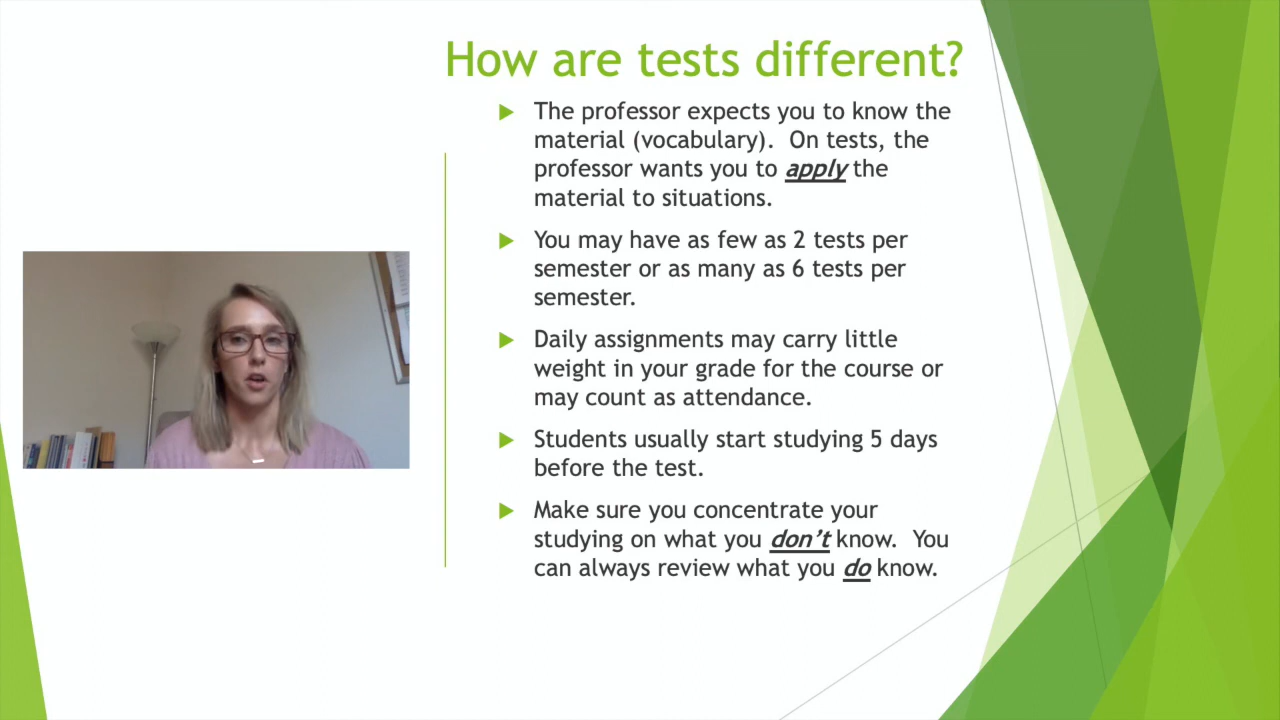 How are tests different?
The professor expects you to know the
material (vocabulary).  On tests, the
professor wants you to apply the
material to situations.
You may have as few as 2 tests per
semester or as many as 6 tests per
semester.
Daily assignments may carry little
weight in your grade for the course or
may count as attendance.
Students usually start studying 5 days
before the test.
Make sure you concentrate your
studying on what you don't know.  You
can always review what you do know.